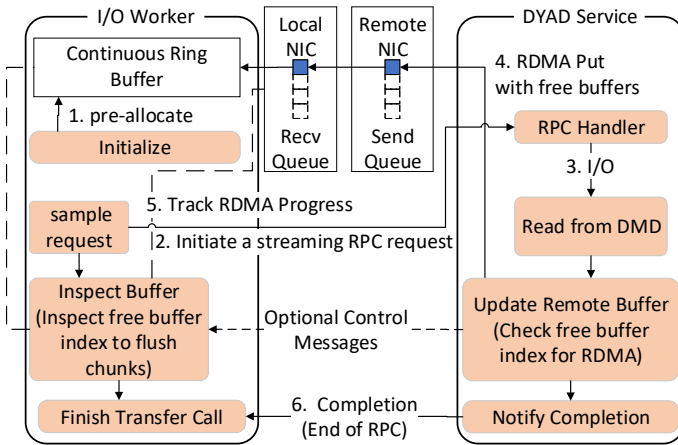 I/O Worker
Local
NIC
Remote
NIC
DYAD Service
Continuous Ring
Buffer
4. RDMA Put
with free buffers
1. pre-allocate
Initialize
Recv
Queue
Send
Queue
RPC Handler
3. I/O
5. Track RDMA Progress
sample
request
2. Initiate a streaming RPC request
Read from DMD
Inspect Buffer
(Inspect free buffer
index to flush
chunks)
Optional Control
Messages
Update Remote Buffer
(Check free buffer
index for RDMA)
Finish Transfer Call
6. Completion
(End of RPC)
Notify Completion